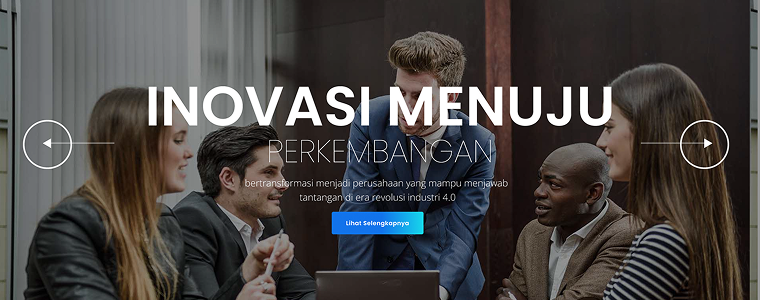 INOVASI MENUJU
PERKEMBANGAN
bertransformasi menjadi perusahaan yang mampu menjawab
tantangan di era revolusi industri 4.0
Lihat Selengkapnya